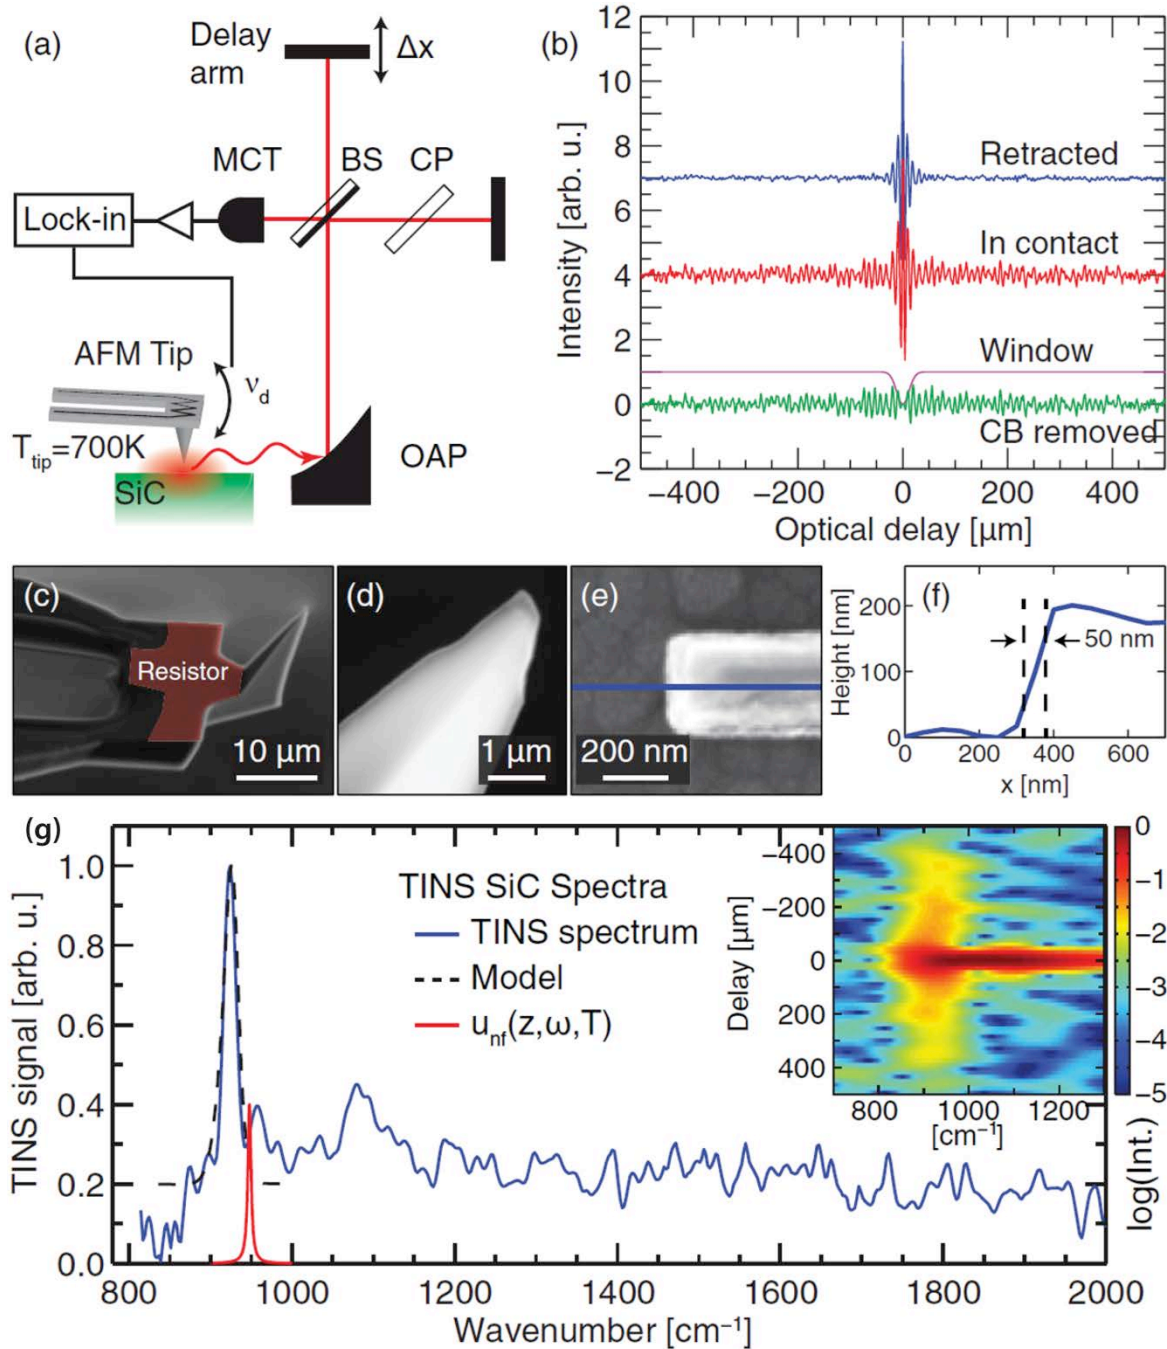 (a)
Delay
arm
Δx
MCT
BS
CP
Lock-in
AFM Tip
ν_d
T_tip=700K
SiC
OAP
(b)
12
10
8
6
4
2
0
−2
Intensity [arb. u.]
Retracted
In contact
Window
CB removed
−400 −200 0 200 400
Optical delay [µm]
(c)
Resistor
10 µm
(d)
1 µm
(e)
200 nm
(f)
Height [nm]
200
100
0
50 nm
0 200 400 600
x [nm]
(g)
TINS signal [arb. u.]
1.0
0.8
0.6
0.4
0.2
0.0
TINS SiC Spectra
TINS spectrum
Model
u_nf(z,ω,T)
Delay [µm]
−400
−200
0
200
400
800 1000 1200
[cm⁻¹]
0
−1
−2
−3
−4
−5
log(Int.)
800 1000 1200 1400 1600 1800 2000
Wavenumber [cm⁻¹]